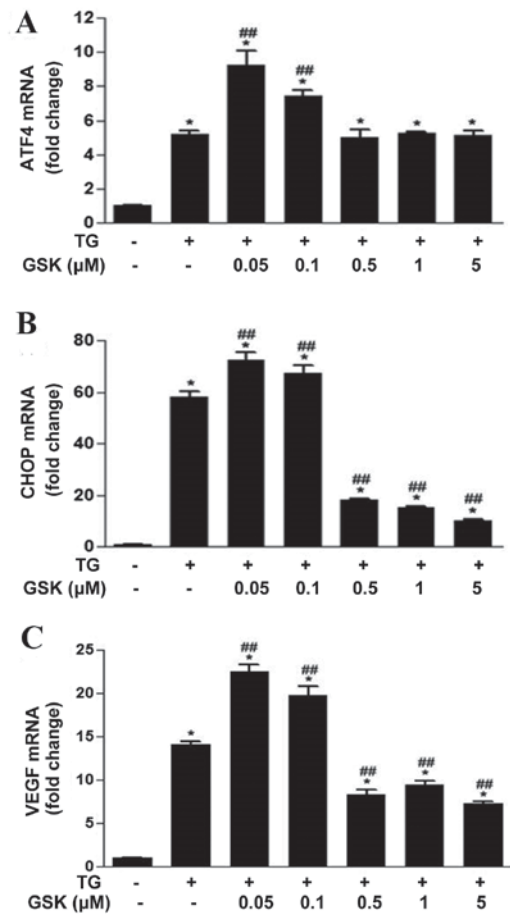 A
12
10
8
6
4
2
0
ATF4 mRNA
(fold change)
* ## * ## * * * *
TG - + + + + + +
GSK (μM) - - 0.05 0.1 0.5 1 5
B
80
60
40
20
0
CHOP mRNA
(fold change)
* ## * ## * ## * ## * ## *
TG - + + + + + +
GSK (μM) - - 0.05 0.1 0.5 1 5
C
25
20
15
10
5
0
VEGF mRNA
(fold change)
* ## * ## * ## * ## * ## *
TG - + + + + + +
GSK (μM) - - 0.05 0.1 0.5 1 5